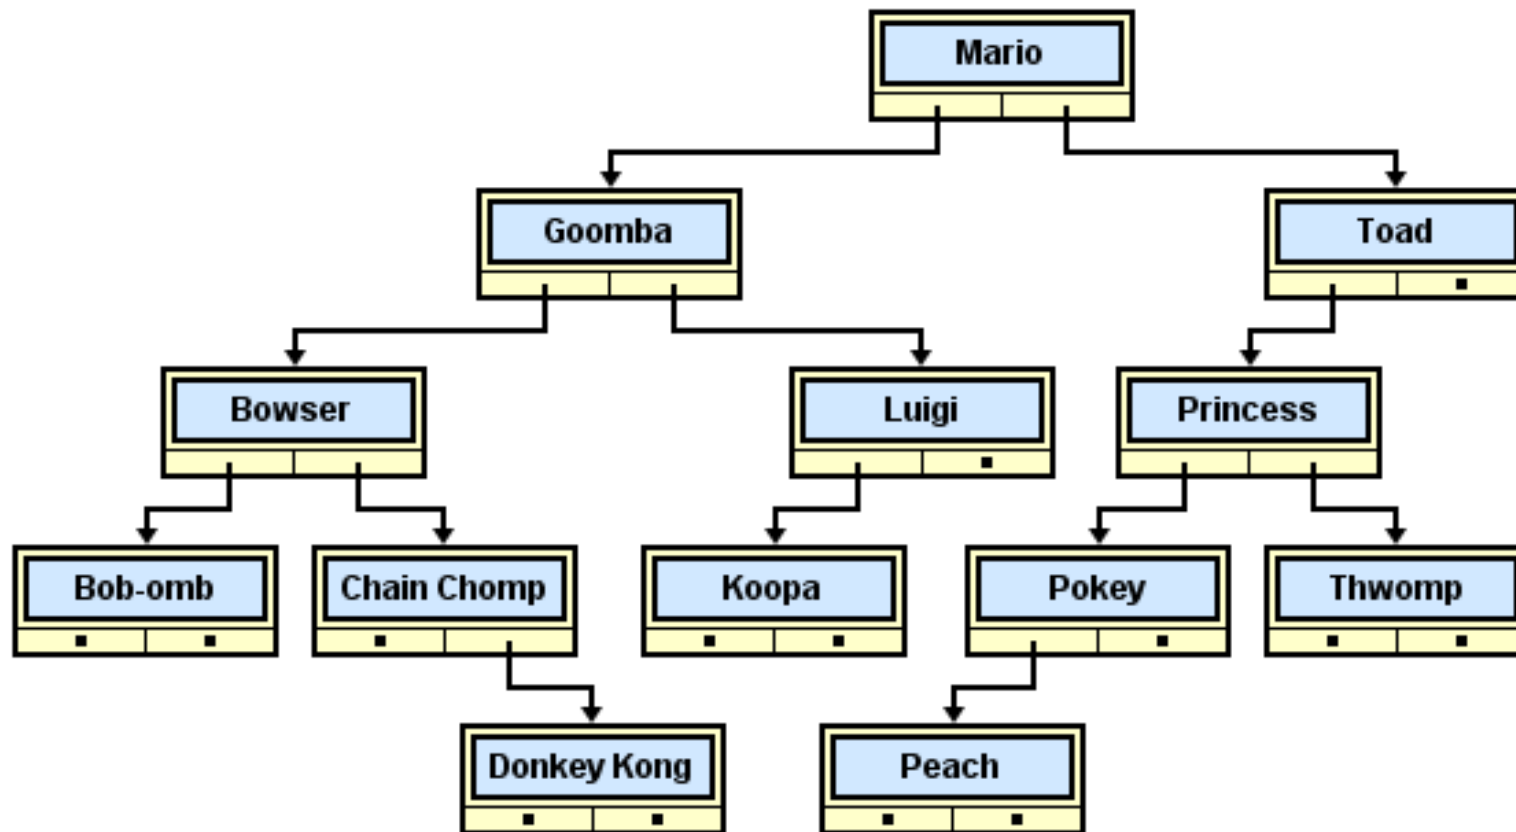 Mario
Goomba
Toad
Bowser
Luigi
Princess
Bob-omb
Chain Chomp
Koopa
Pokey
Thwomp
Donkey Kong
Peach